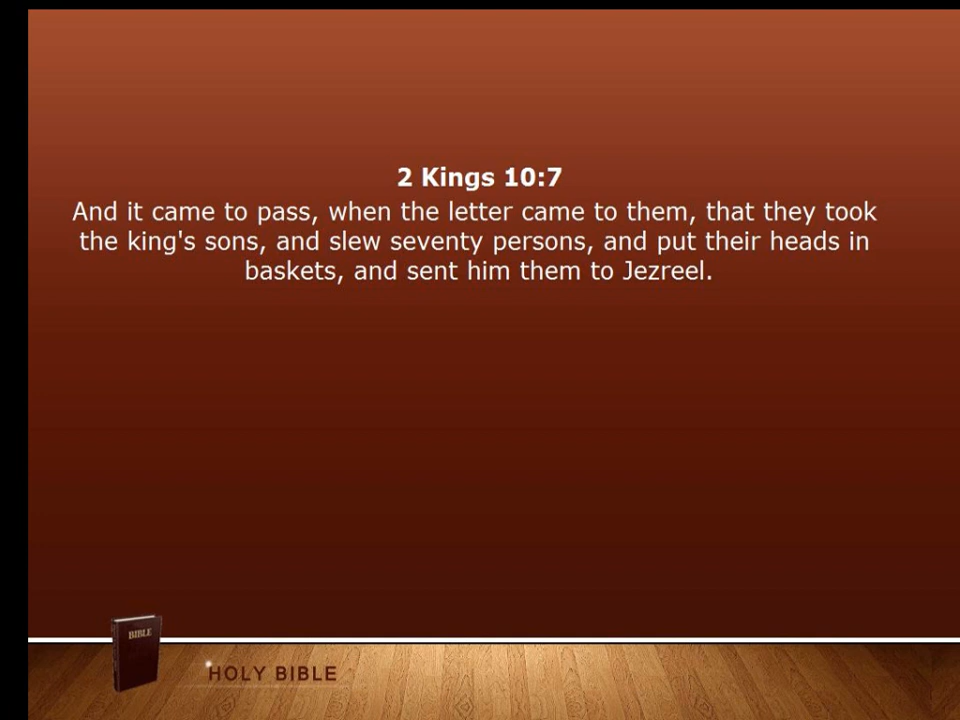 2 Kings 10:7
And it came to pass, when the letter came to them, that they took
the king's sons, and slew seventy persons, and put their heads in
baskets, and sent him them to Jezreel.
BIBLE
HOLY BIBLE